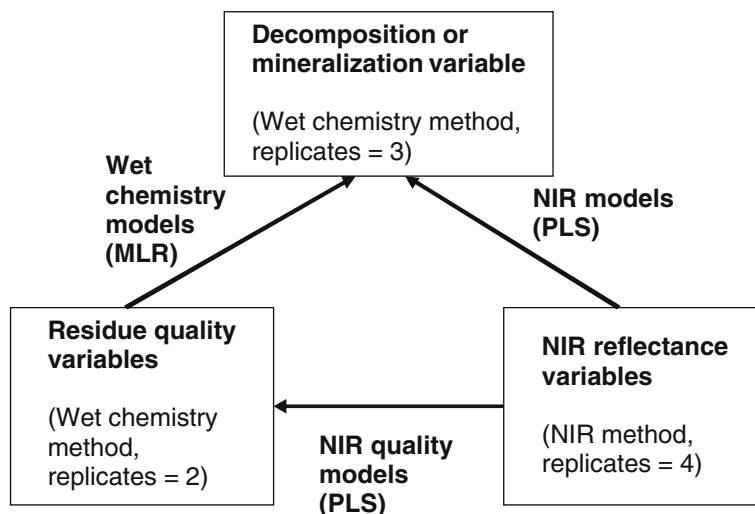 Decomposition or
mineralization variable
(Wet chemistry method,
replicates = 3)
Wet
chemistry
models
(MLR)
NIR models
(PLS)
Residue quality
variables
(Wet chemistry
method,
replicates = 2)
NIR quality
models
(PLS)
NIR reflectance
variables
(NIR method,
replicates = 4)